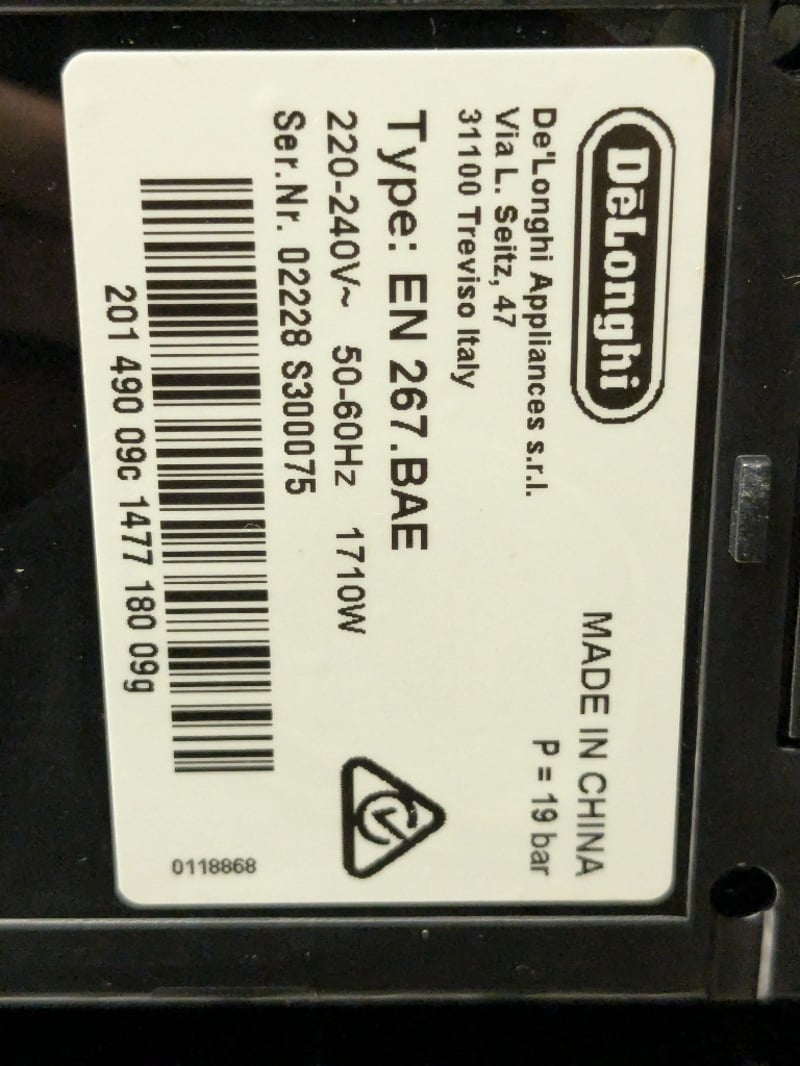 DeLonghi
MADE IN CHINA
De'Longhi Appliances s.r.l.
P = 19 bar
Via L. Seitz, 47
31100 Treviso Italy
Type: EN 267.BAE
220-240V~ 50-60Hz 1710W
Ser.Nr. 02228 S300075
201 490 09c 1477 180 09g
0118868